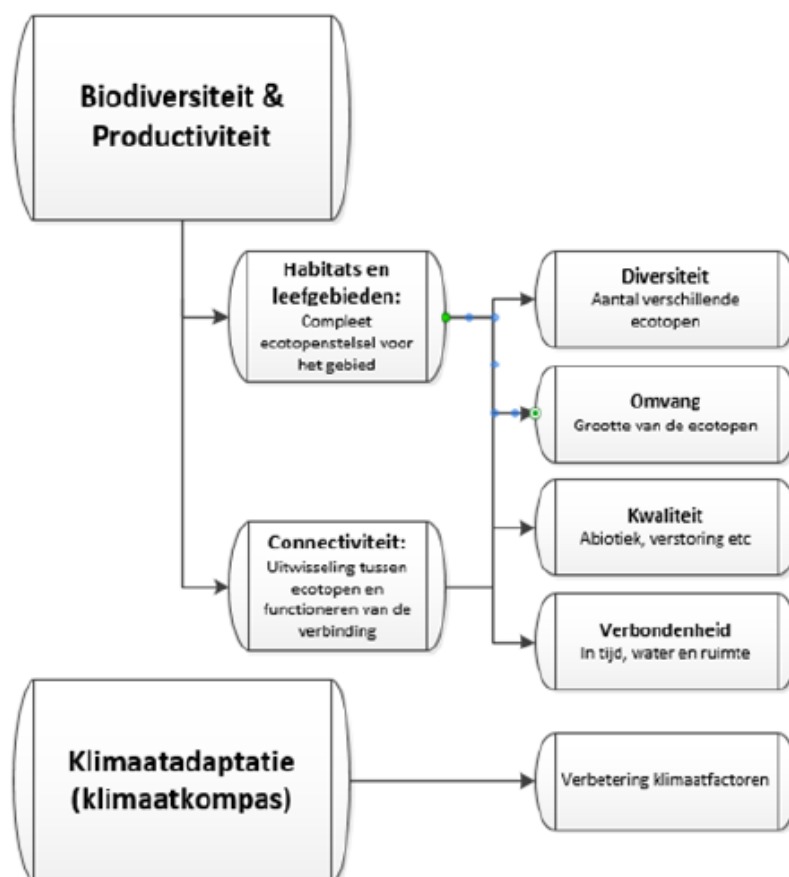 Biodiversiteit &
Productiviteit
Habitats en
leefgebieden:
Compleet
ecotopenstelsel voor
het gebied
Diversiteit
Aantal verschillende
ecotopen
Omvang
Grootte van de ecotopen
Kwaliteit
Abiotiek, verstoring etc
Connectiviteit:
Uitwisseling tussen
ecotopen en
functioneren van de
verbinding
Verbondenheid
In tijd, water en ruimte
Klimaatadaptatie
(klimaatkompas)
Verbetering klimaatfactoren